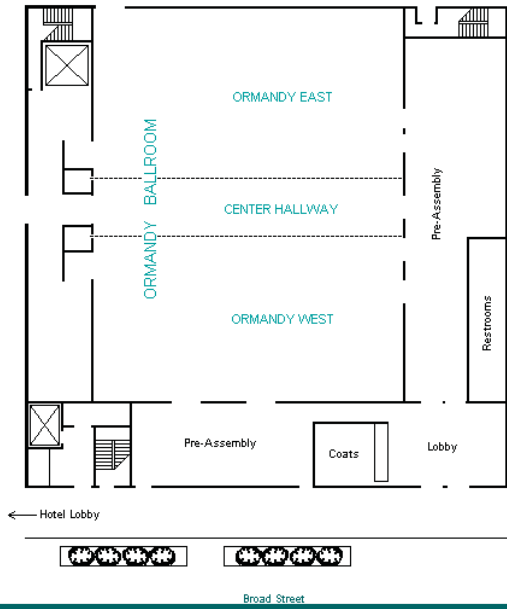 ORMANDY EAST
ORMANDY BALLROOM
CENTER HALLWAY
Pre-Assembly
ORMANDY WEST
Restrooms
Pre-Assembly
Coats
Lobby
Hotel Lobby
Broad Street